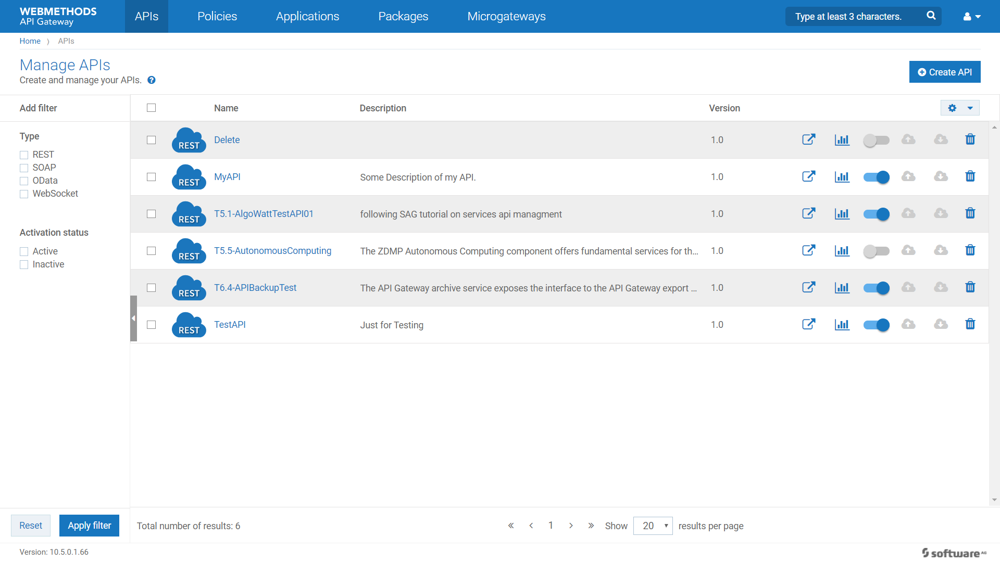 WEBMETHODS
API Gateway
APIs
Policies
Applications
Packages
Microgateways
Type at least 3 characters.
Home
APIs
Manage APIs
Create and manage your APIs.
Create API
Add filter
Type
REST
SOAP
OData
WebSocket
Activation status
Active
Inactive
Name Description Version
REST Delete 1.0
REST MyAPI Some Description of my API. 1.0
REST T5.1-AlgoWattTestAPI01 following SAG tutorial on services api managment 1.0
REST T5.5-AutonomousComputing The ZDMP Autonomous Computing component offers fundamental services for th... 1.0
REST T6.4-APIBackupTest The API Gateway archive service exposes the interface to the API Gateway export ... 1.0
REST TestAPI Just for Testing 1.0
Reset
Apply filter
Total number of results: 6
« ‹ 1 › » Show 20 results per page
Version: 10.5.0.1.66
software AG